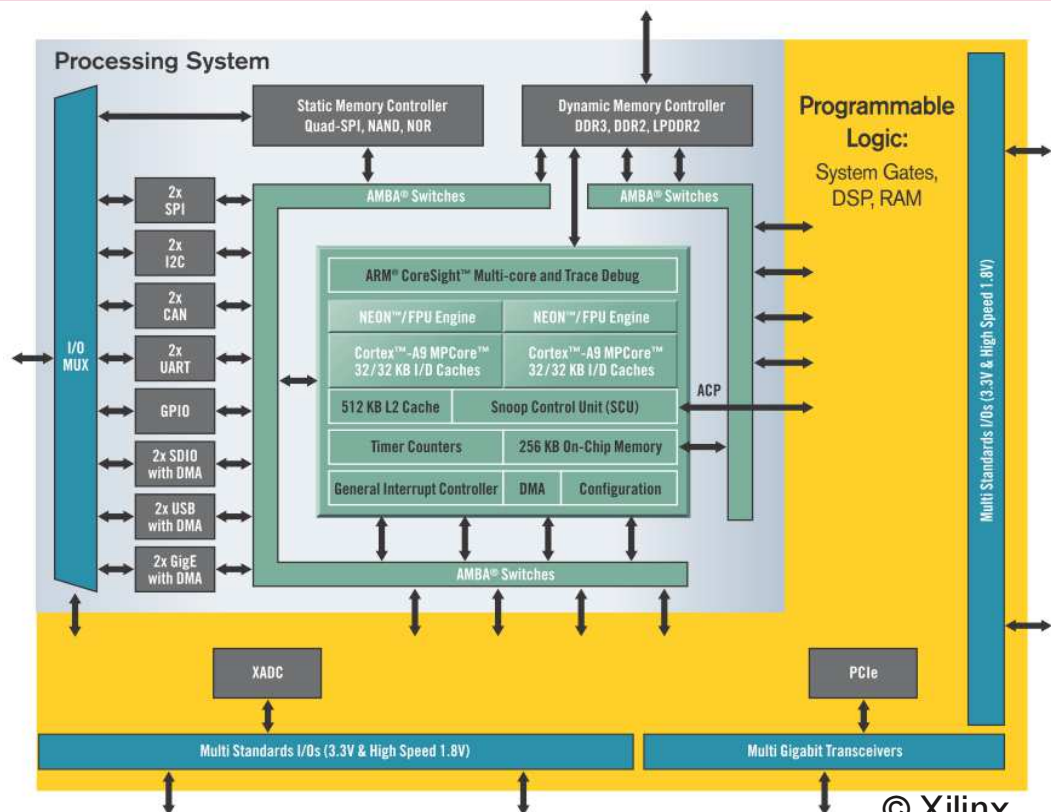 Processing System
Static Memory Controller
Quad-SPI, NAND, NOR
Dynamic Memory Controller
DDR3, DDR2, LPDDR2
Programmable
Logic:
System Gates,
DSP, RAM
AMBA® Switches
AMBA® Switches
2x
SPI
2x
I2C
2x
CAN
2x
UART
GPIO
2x SDIO
with DMA
2x USB
with DMA
2x GigE
with DMA
I/O
MUX
ARM® CoreSight™ Multi-core and Trace Debug
NEON™/FPU Engine
NEON™/FPU Engine
Cortex™-A9 MPCore™
32/32 KB I/D Caches
Cortex™-A9 MPCore™
32/32 KB I/D Caches
512 KB L2 Cache
Snoop Control Unit (SCU)
Timer Counters
256 KB On-Chip Memory
General Interrupt Controller
DMA
Configuration
ACP
AMBA® Switches
Multi Standards I/Os (3.3V & High Speed 1.8V)
XADC
PCIe
Multi Standards I/Os (3.3V & High Speed 1.8V)
Multi Gigabit Transceivers
© Xilinx